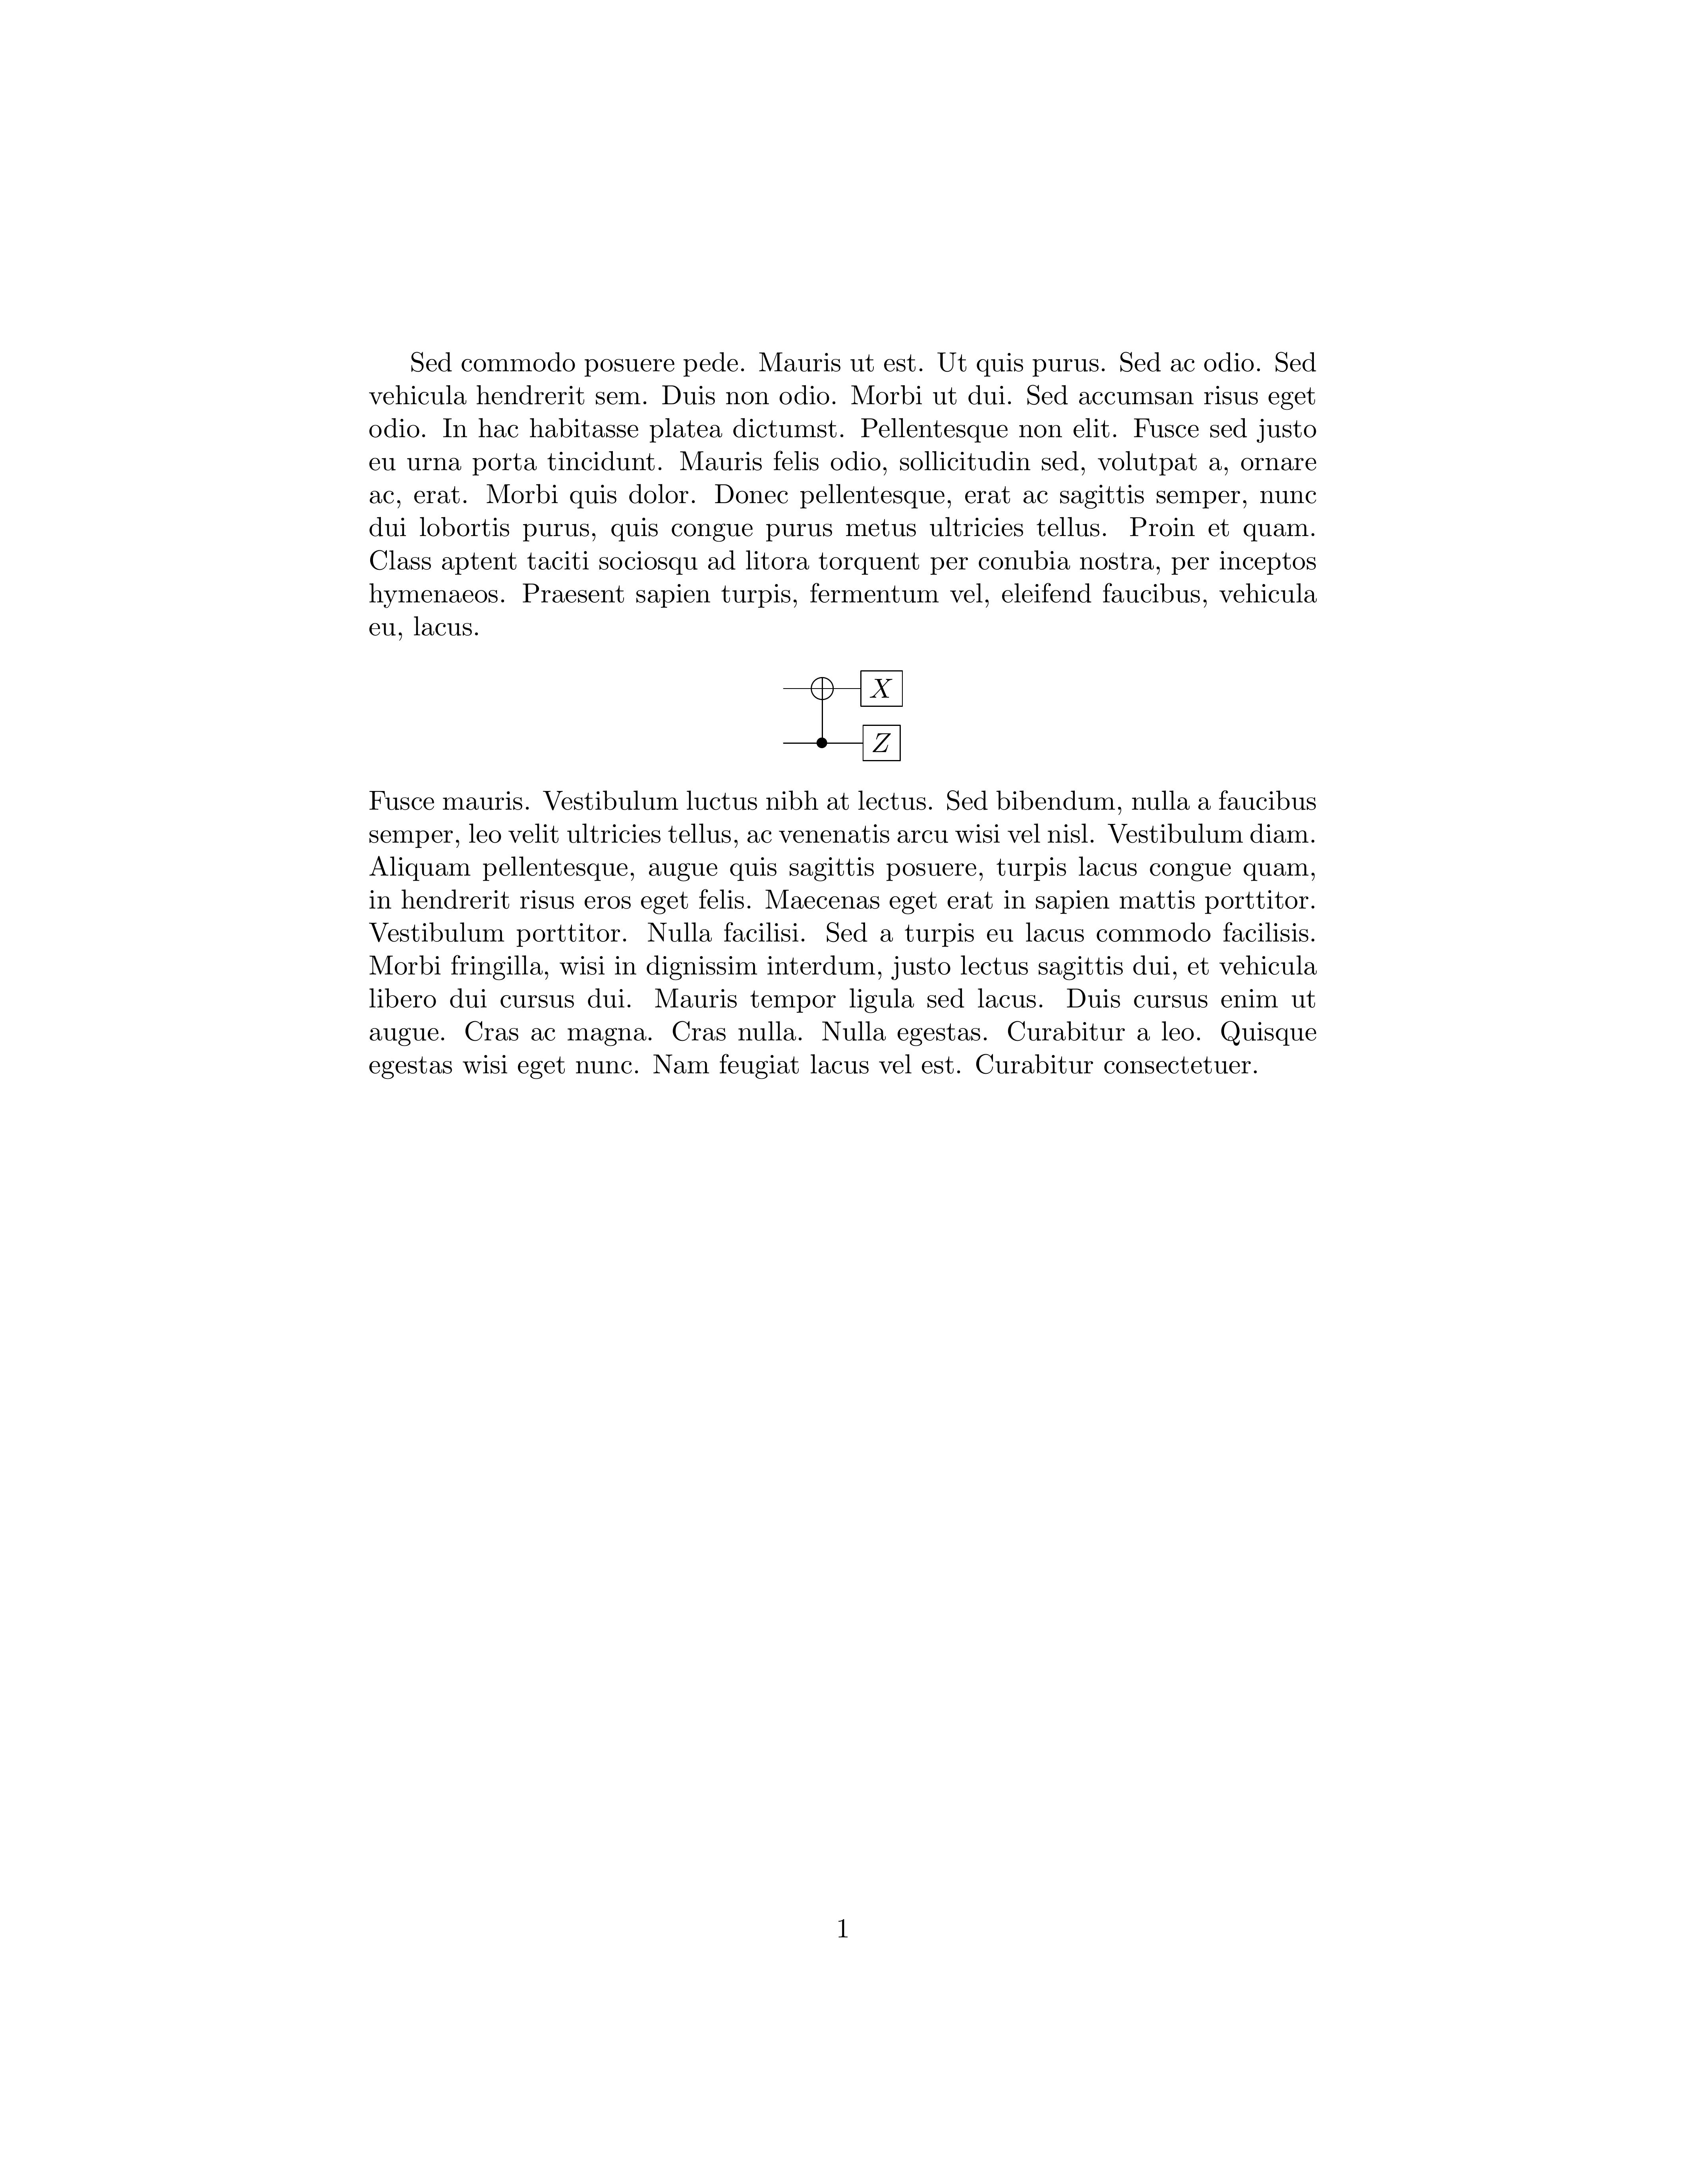 Sed commodo posuere pede. Mauris ut est. Ut quis purus. Sed ac odio. Sed
vehicula hendrerit sem. Duis non odio. Morbi ut dui. Sed accumsan risus eget
odio. In hac habitasse platea dictumst. Pellentesque non elit. Fusce sed justo
eu urna porta tincidunt. Mauris felis odio, sollicitudin sed, volutpat a, ornare
ac, erat. Morbi quis dolor. Donec pellentesque, erat ac sagittis semper, nunc
dui lobortis purus, quis congue purus metus ultricies tellus. Proin et quam.
Class aptent taciti sociosqu ad litora torquent per conubia nostra, per inceptos
hymenaeos. Praesent sapien turpis, fermentum vel, eleifend faucibus, vehicula
eu, lacus.
X
Z
Fusce mauris. Vestibulum luctus nibh at lectus. Sed bibendum, nulla a faucibus
semper, leo velit ultricies tellus, ac venenatis arcu wisi vel nisl. Vestibulum diam.
Aliquam pellentesque, augue quis sagittis posuere, turpis lacus congue quam,
in hendrerit risus eros eget felis. Maecenas eget erat in sapien mattis porttitor.
Vestibulum porttitor. Nulla facilisi. Sed a turpis eu lacus commodo facilisis.
Morbi fringilla, wisi in dignissim interdum, justo lectus sagittis dui, et vehicula
libero dui cursus dui. Mauris tempor ligula sed lacus. Duis cursus enim ut
augue. Cras ac magna. Cras nulla. Nulla egestas. Curabitur a leo. Quisque
egestas wisi eget nunc. Nam feugiat lacus vel est. Curabitur consectetuer.
1